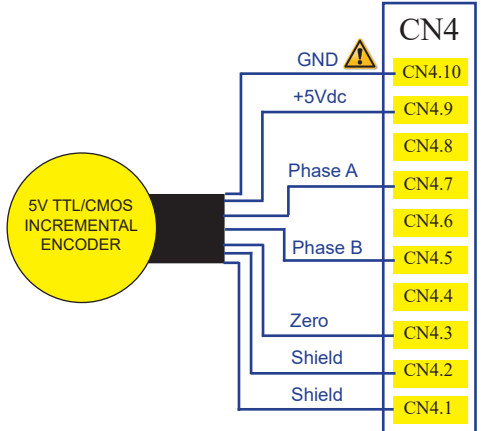 CN4
GND
CN4.10
+5Vdc
CN4.9
CN4.8
Phase A
CN4.7
5V TTL/CMOS
INCREMENTAL
ENCODER
CN4.6
Phase B
CN4.5
CN4.4
Zero
CN4.3
Shield
CN4.2
Shield
CN4.1